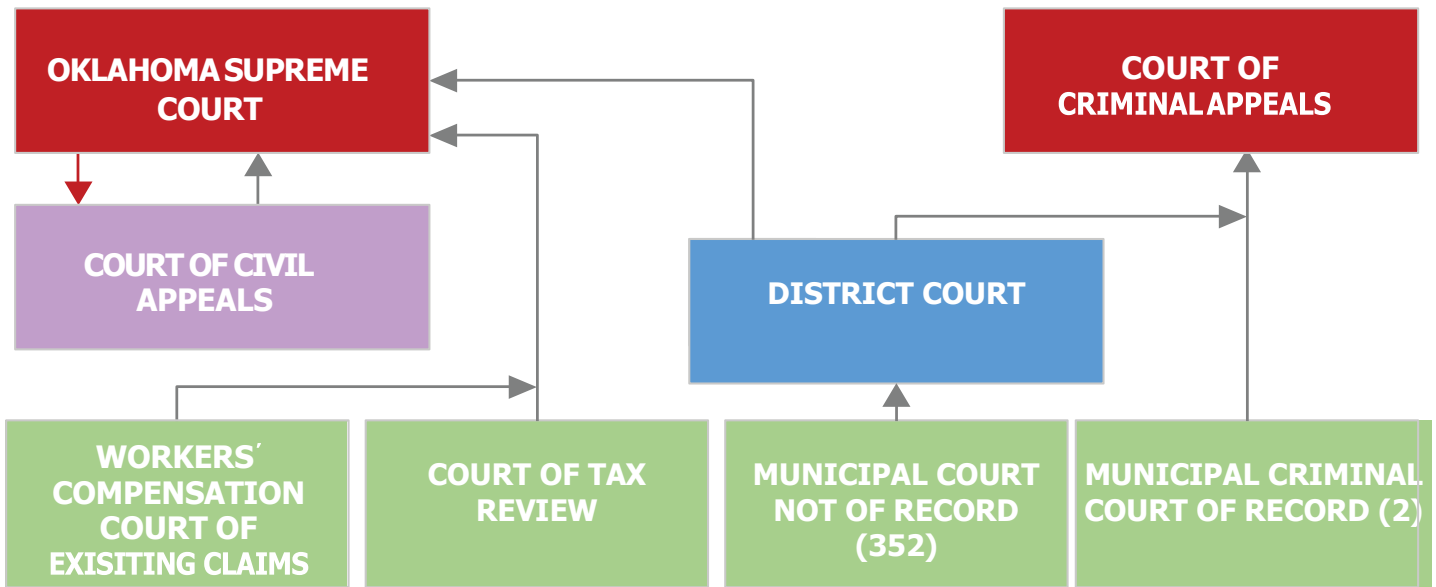 OKLAHOMA SUPREME
COURT
COURT OF
CRIMINAL APPEALS
COURT OF CIVIL
APPEALS
DISTRICT COURT
WORKERS´
COMPENSATION
COURT OF
EXISITING CLAIMS
COURT OF TAX
REVIEW
MUNICIPAL COURT
NOT OF RECORD
(352)
MUNICIPAL CRIMINAL
COURT OF RECORD (2)